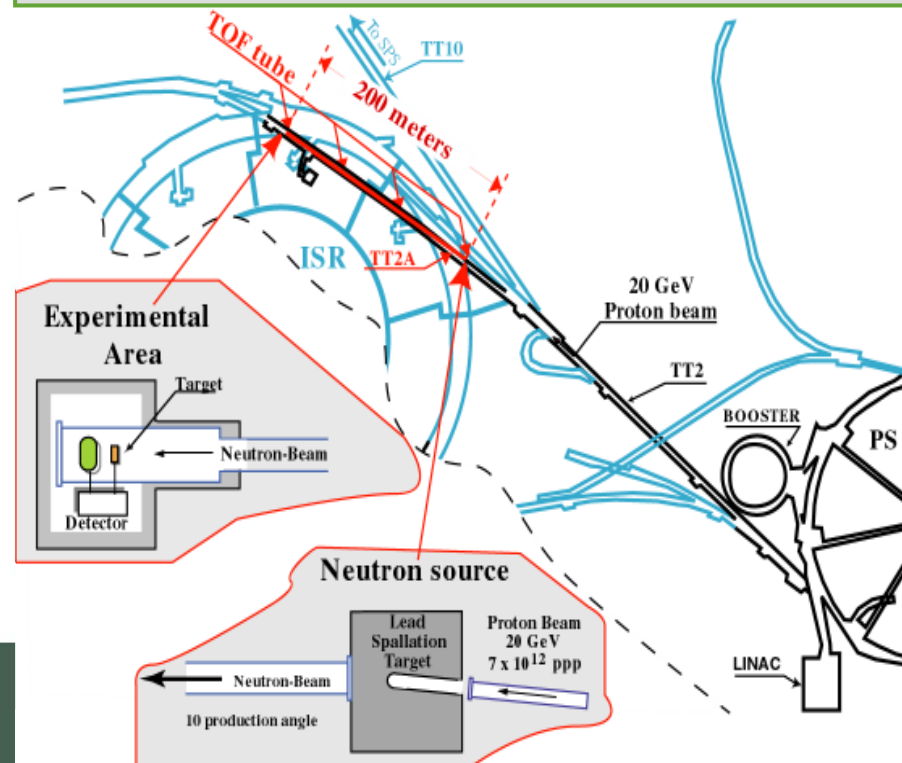 To SPS
TT10
TOF tube
200 meters
ISR
TT2A
20 GeV
Proton beam
TT2
BOOSTER
PS
LINAC
Experimental
Area
Target
Neutron-Beam
Detector
Neutron source
Lead
Spallation
Target
Proton Beam
20 GeV
7 x 10¹² ppp
Neutron-Beam
10 production angle